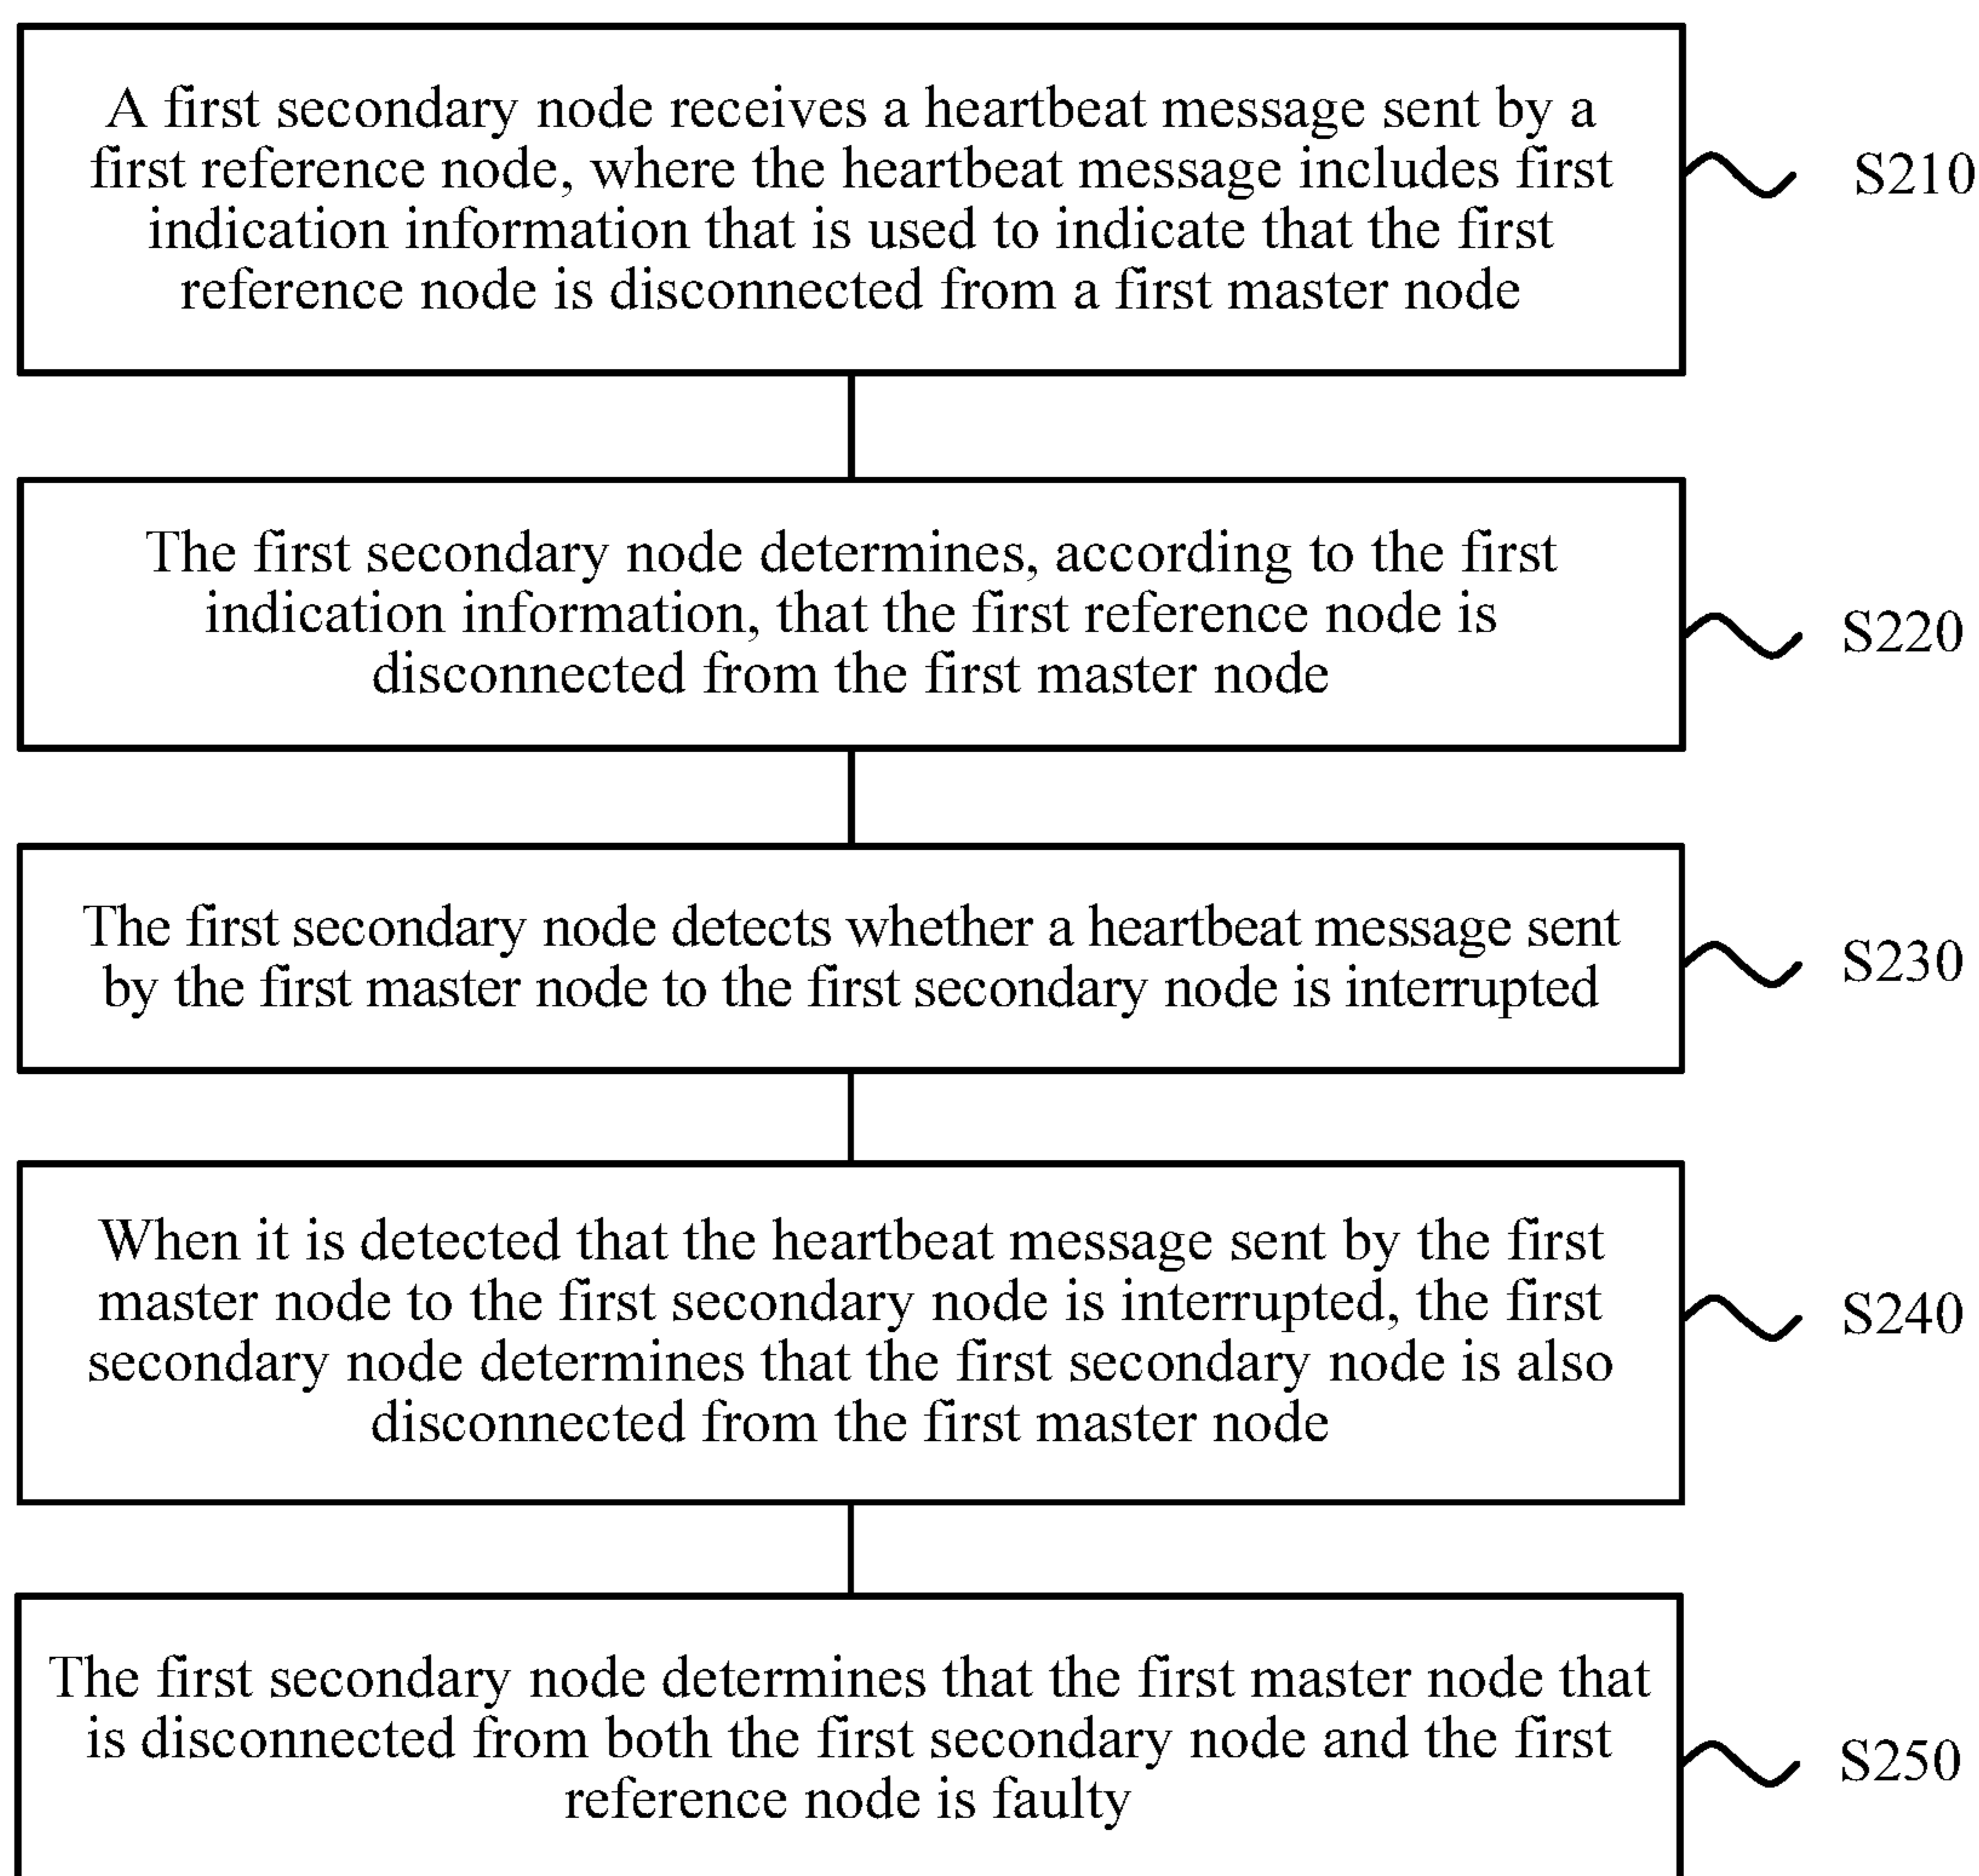 A first secondary node receives a heartbeat message sent by a
first reference node, where the heartbeat message includes first
indication information that is used to indicate that the first
reference node is disconnected from a first master node
S210
The first secondary node determines, according to the first
indication information, that the first reference node is
disconnected from the first master node
S220
The first secondary node detects whether a heartbeat message sent
by the first master node to the first secondary node is interrupted
S230
When it is detected that the heartbeat message sent by the first
master node to the first secondary node is interrupted, the first
secondary node determines that the first secondary node is also
disconnected from the first master node
S240
The first secondary node determines that the first master node that
is disconnected from both the first secondary node and the first
reference node is faulty
S250